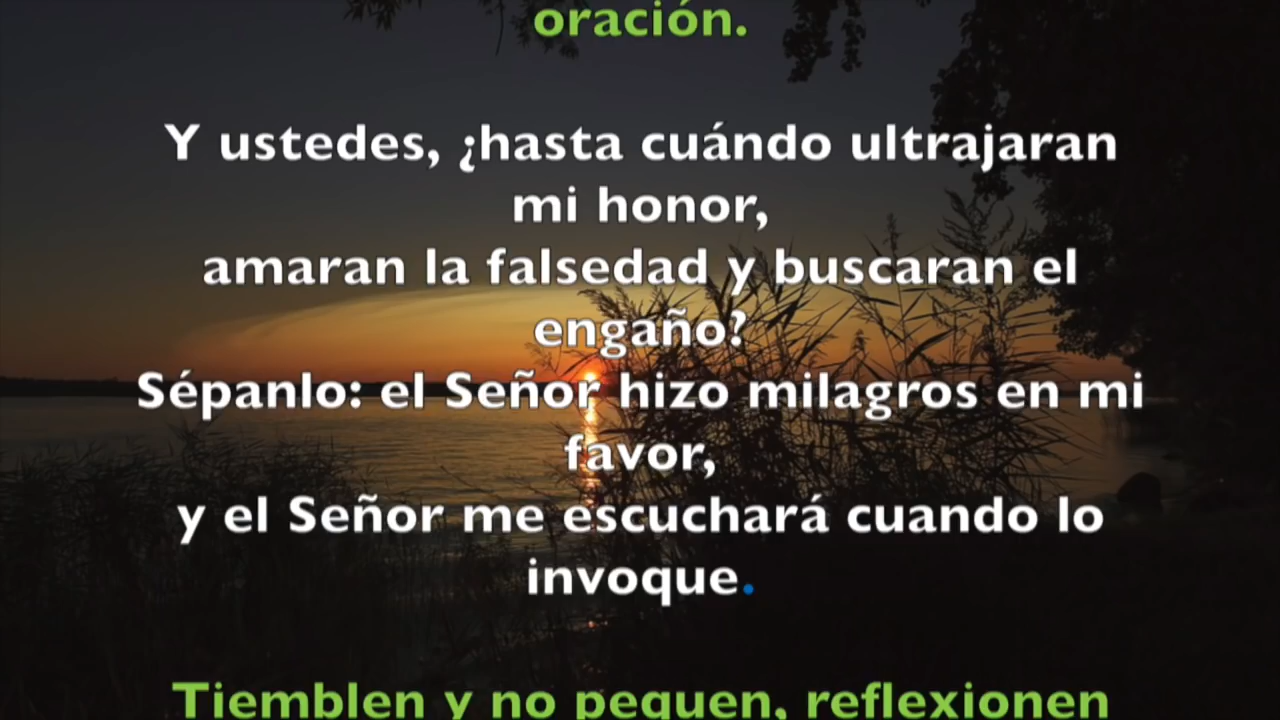 oración.
Y ustedes, ¿hasta cuándo ultrajaran
mi honor,
amaran la falsedad y buscaran el
engaño?
Sépanlo: el Señor hizo milagros en mi
favor,
y el Señor me escuchará cuando lo
invoque.
Tiemblen y no pequen, reflexionen